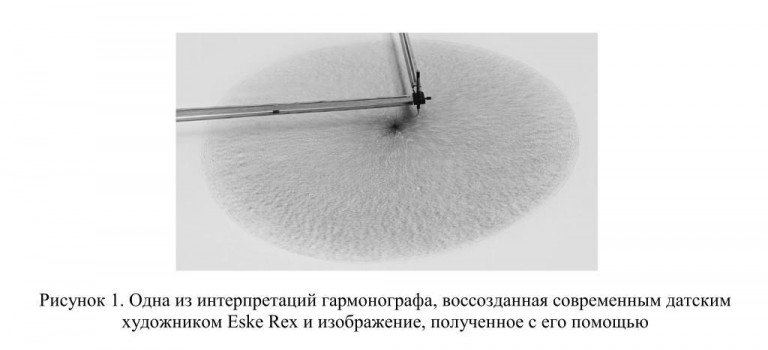 Рисунок 1. Одна из интерпретаций гармонографа, воссозданная современным датским
художником Eske Rex и изображение, полученное с его помощью